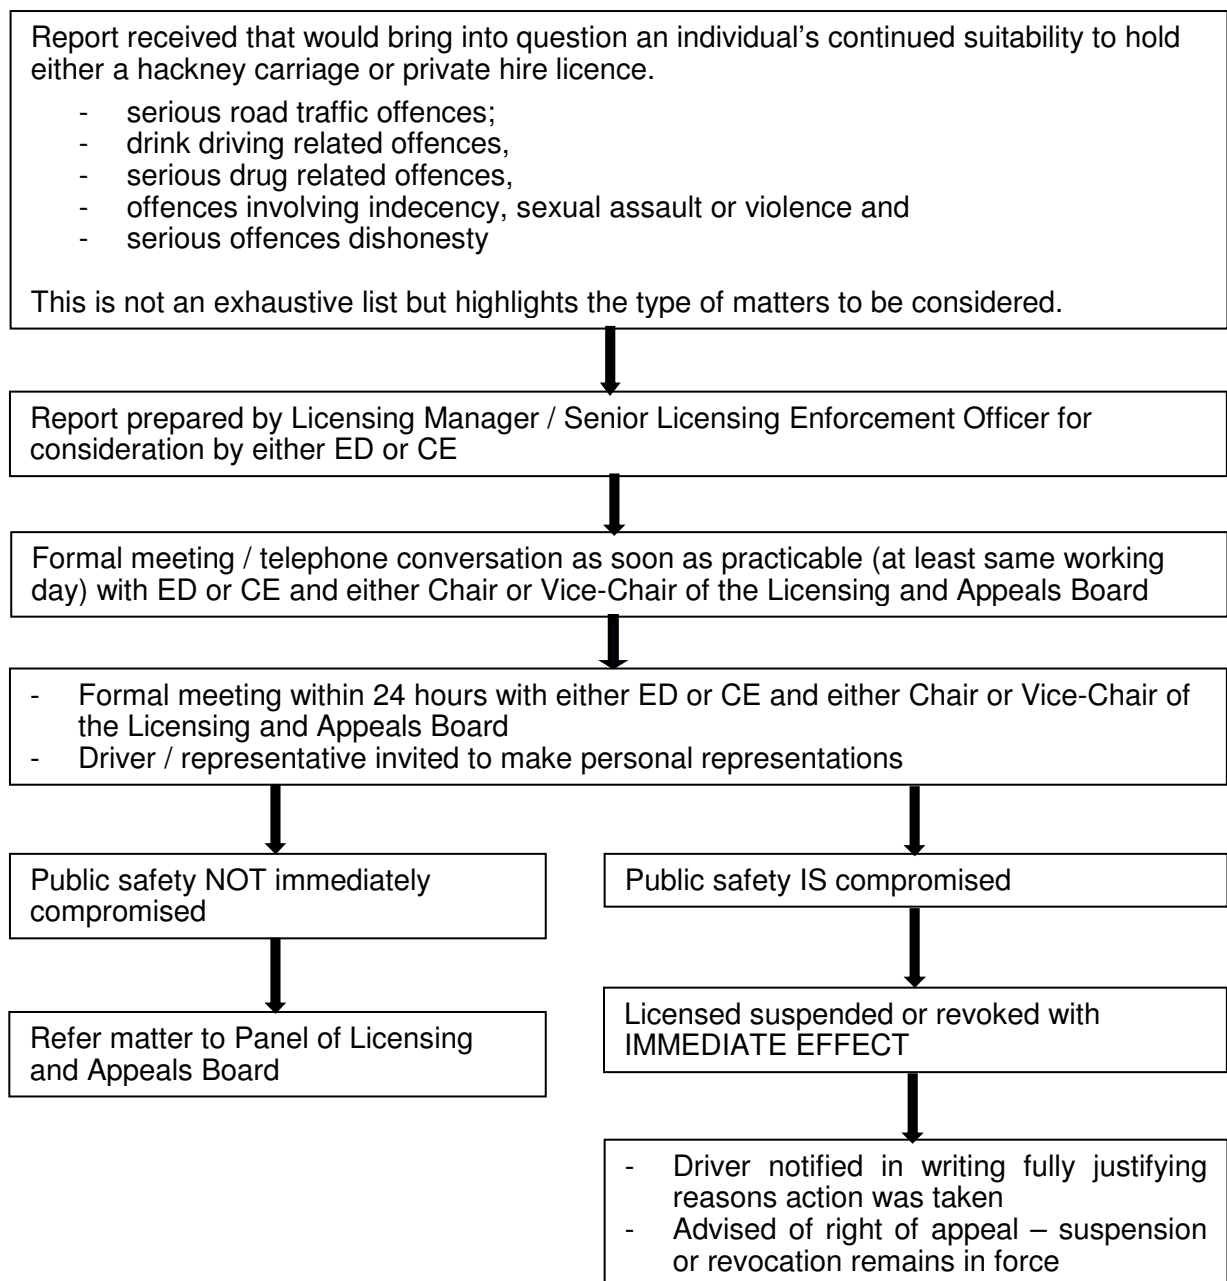 Report received that would bring into question an individual’s continued suitability to hold
either a hackney carriage or private hire licence.
- serious road traffic offences;
- drink driving related offences,
- serious drug related offences,
- offences involving indecency, sexual assault or violence and
- serious offences dishonesty
This is not an exhaustive list but highlights the type of matters to be considered.
Report prepared by Licensing Manager / Senior Licensing Enforcement Officer for
consideration by either ED or CE
Formal meeting / telephone conversation as soon as practicable (at least same working
day) with ED or CE and either Chair or Vice-Chair of the Licensing and Appeals Board
- Formal meeting within 24 hours with either ED or CE and either Chair or Vice-Chair of
the Licensing and Appeals Board
- Driver / representative invited to make personal representations
Public safety NOT immediately
compromised
Refer matter to Panel of Licensing
and Appeals Board
Public safety IS compromised
Licensed suspended or revoked with
IMMEDIATE EFFECT
- Driver notified in writing fully justifying
reasons action was taken
- Advised of right of appeal – suspension
or revocation remains in force